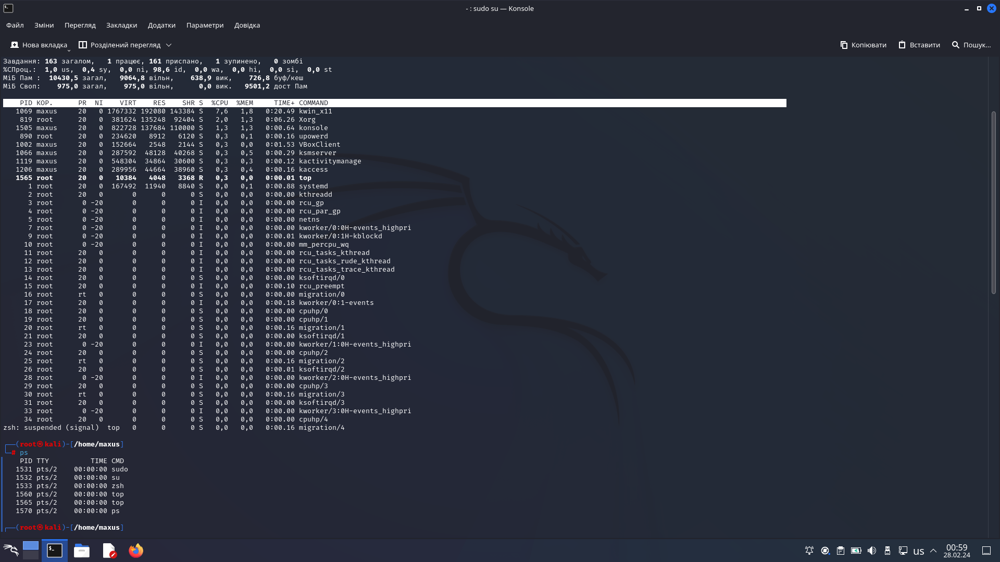 - : sudo su — Konsole
Файл Зміни Перегляд Закладки Додатки Параметри Довідка
Нова вкладка Розділений перегляд Копіювати Вставити Пошук...
Завдання: 163 загалом, 1 працює, 161 приспано, 1 зупинено, 0 зомбі
%CПроц.: 1,0 us, 0,4 sy, 0,0 ni, 98,6 id, 0,0 wa, 0,0 hi, 0,0 si, 0,0 st
МіБ Пам : 10430,5 загал, 9064,8 вільн, 638,9 вик, 726,8 буф/кеш
МіБ Своп: 975,0 загал, 975,0 вільн, 0,0 вик. 9501,2 дост Пам
PID КОР. PR NI VIRT RES SHR S %CPU %MEM TIME+ COMMAND
1069 maxus 20 0 1767332 192080 143384 S 7,6 1,8 0:20.49 kwin_x11
819 root 20 0 381624 135248 92404 S 2,0 1,3 0:06.26 Xorg
1505 maxus 20 0 822728 137684 110000 S 1,3 1,3 0:00.64 konsole
890 root 20 0 234620 8912 6120 S 0,3 0,1 0:00.16 upowerd
1002 maxus 20 0 152664 2548 2144 S 0,3 0,0 0:01.53 VBoxClient
1066 maxus 20 0 287592 48128 40268 S 0,3 0,5 0:00.29 ksmserver
1119 maxus 20 0 548304 34864 30600 S 0,3 0,3 0:00.12 kactivitymanage
1206 maxus 20 0 289956 44664 38960 S 0,3 0,4 0:00.16 kaccess
1565 root 20 0 10384 4048 3368 R 0,3 0,0 0:00.01 top
1 root 20 0 167492 11940 8840 S 0,0 0,1 0:00.88 systemd
2 root 20 0 0 0 0 S 0,0 0,0 0:00.00 kthreadd
3 root 0 -20 0 0 0 I 0,0 0,0 0:00.00 rcu_gp
4 root 0 -20 0 0 0 I 0,0 0,0 0:00.00 rcu_par_gp
5 root 0 -20 0 0 0 I 0,0 0,0 0:00.00 netns
7 root 0 -20 0 0 0 I 0,0 0,0 0:00.00 kworker/0:0H-events_highpri
9 root 0 -20 0 0 0 I 0,0 0,0 0:00.01 kworker/0:1H-kblockd
10 root 0 -20 0 0 0 I 0,0 0,0 0:00.00 mm_percpu_wq
11 root 20 0 0 0 0 I 0,0 0,0 0:00.00 rcu_tasks_kthread
12 root 20 0 0 0 0 I 0,0 0,0 0:00.00 rcu_tasks_rude_kthread
13 root 20 0 0 0 0 I 0,0 0,0 0:00.00 rcu_tasks_trace_kthread
14 root 20 0 0 0 0 S 0,0 0,0 0:00.00 ksoftirqd/0
15 root 20 0 0 0 0 I 0,0 0,0 0:00.10 rcu_preempt
16 root rt 0 0 0 0 S 0,0 0,0 0:00.00 migration/0
17 root 20 0 0 0 0 I 0,0 0,0 0:00.18 kworker/0:1-events
18 root 20 0 0 0 0 S 0,0 0,0 0:00.00 cpuhp/0
19 root 20 0 0 0 0 S 0,0 0,0 0:00.00 cpuhp/1
20 root rt 0 0 0 0 S 0,0 0,0 0:00.16 migration/1
21 root 20 0 0 0 0 S 0,0 0,0 0:00.00 ksoftirqd/1
23 root 0 -20 0 0 0 I 0,0 0,0 0:00.00 kworker/1:0H-events_highpri
24 root 20 0 0 0 0 S 0,0 0,0 0:00.00 cpuhp/2
25 root rt 0 0 0 0 S 0,0 0,0 0:00.16 migration/2
26 root 20 0 0 0 0 S 0,0 0,0 0:00.01 ksoftirqd/2
28 root 0 -20 0 0 0 I 0,0 0,0 0:00.00 kworker/2:0H-events_highpri
29 root 20 0 0 0 0 S 0,0 0,0 0:00.00 cpuhp/3
30 root rt 0 0 0 0 S 0,0 0,0 0:00.16 migration/3
31 root 20 0 0 0 0 S 0,0 0,0 0:00.00 ksoftirqd/3
33 root 0 -20 0 0 0 I 0,0 0,0 0:00.00 kworker/3:0H-events_highpri
34 root 20 0 0 0 0 S 0,0 0,0 0:00.00 cpuhp/4
zsh: suspended (signal) top 0 0 0 S 0,0 0,0 0:00.16 migration/4
┌──(root㉿kali)-[/home/maxus]
└─# ps
PID TTY TIME CMD
1531 pts/2 00:00:00 sudo
1532 pts/2 00:00:00 su
1533 pts/2 00:00:00 zsh
1560 pts/2 00:00:00 top
1565 pts/2 00:00:00 top
1570 pts/2 00:00:00 ps
┌──(root㉿kali)-[/home/maxus]
us 00:59
28.02.24